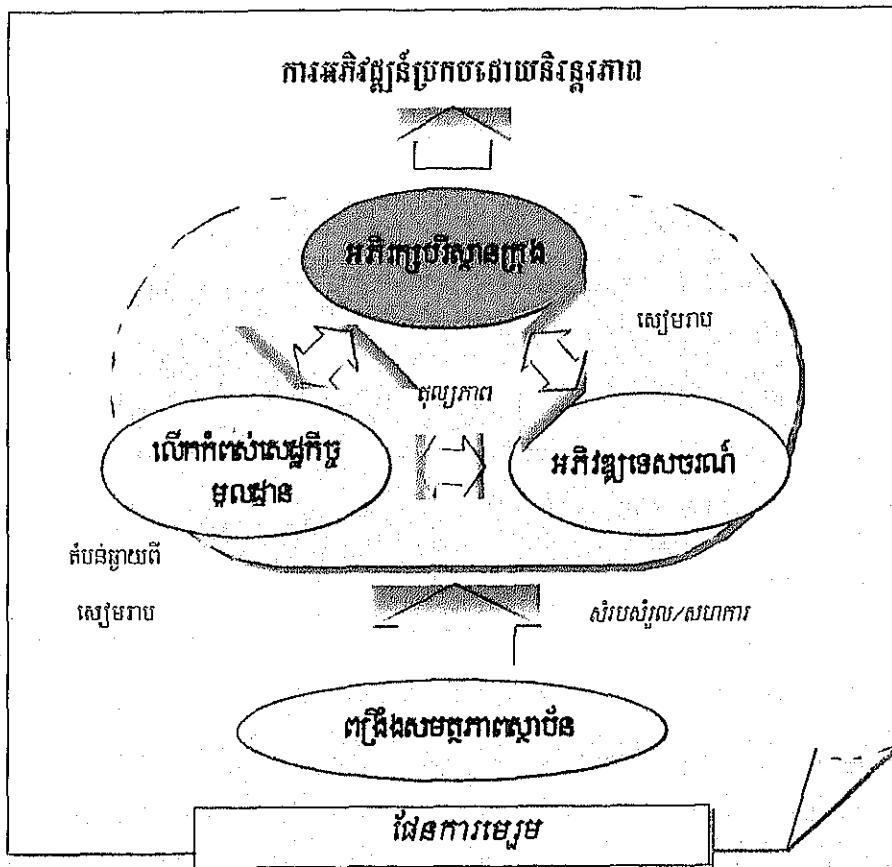 ការអភិវឌ្ឍន៍ប្រកបដោយនិរន្តរភាព
អភិរក្សបរិស្ថានក្រុង
សៀមរាប
តុល្យភាព
លើកកំពស់សេដ្ឋកិច្ច
មូលដ្ឋាន
អភិវឌ្ឍទេសចរណ៍
តំបន់ឆ្ងាយពី
សៀមរាប
សំរបសំរួល/សហការ
ពង្រឹងសមត្ថភាពស្ថាប័ន
ផែនការមេរួម